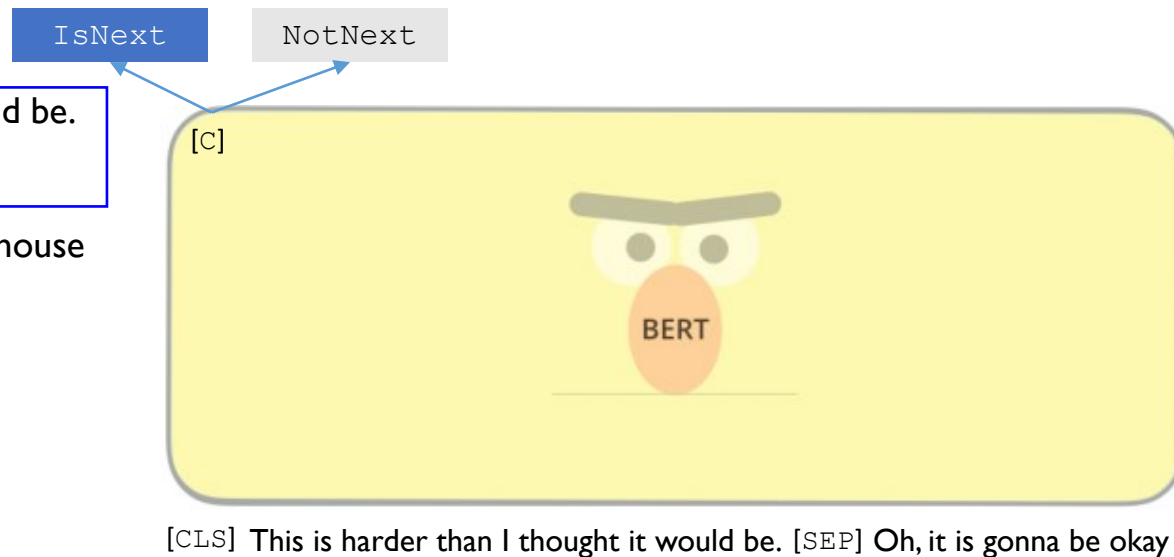 IsNext NotNext
d be.
[C]
house
BERT
[CLS] This is harder than I thought it would be. [SEP] Oh, it is gonna be okay